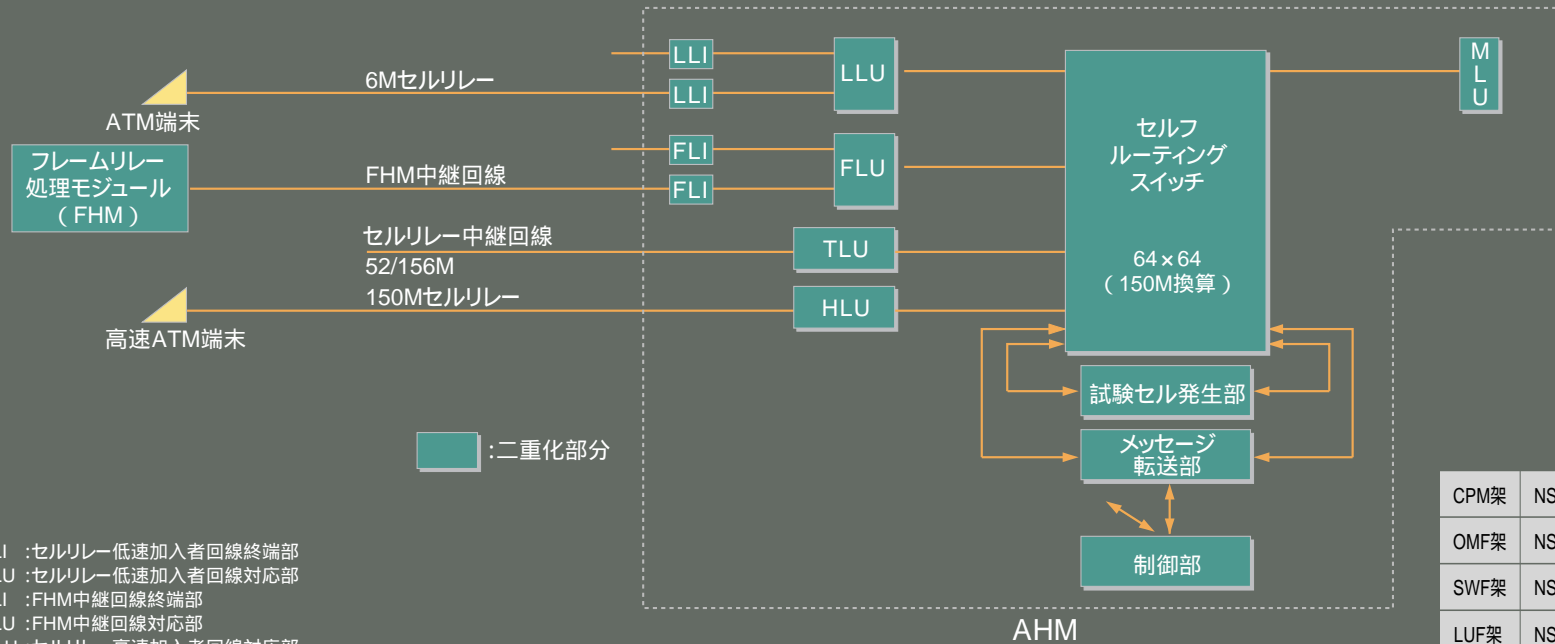 LLI
LLI
LLU
6Mセルリレー
ATM端末
フレームリレー
処理モジュール
( FHM )
FHM中継回線
FLI
FLI
FLU
セルリレー中継回線
52/156M
TLU
150Mセルリレー
HLU
高速ATM端末
セルフ
ルーティング
スイッチ
64×64
( 150M換算 )
M
L
U
試験セル発生部
メッセージ
転送部
制御部
:二重化部分
AHM
LI :セルリレー低速加入者回線終端部
LU :セルリレー低速加入者回線対応部
LI :FHM中継回線終端部
LU :FHM中継回線対応部
CPM架 NS
OMF架 NS
SWF架 NS
LUF架 NS